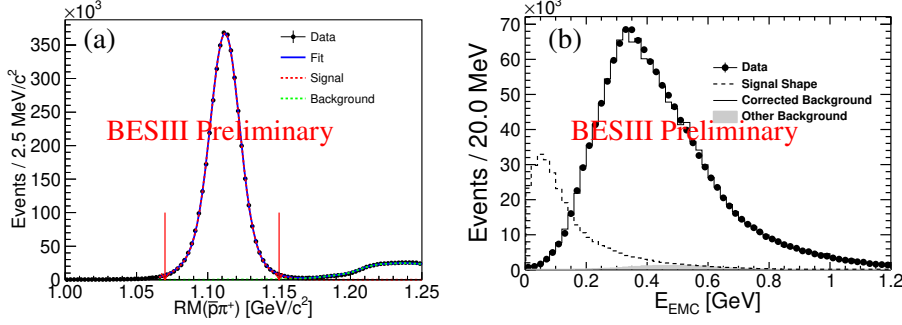 ×10³
(a)
Data
Fit
Signal
Background
BESIII Preliminary
Events / 2.5 MeV/c²
350
300
250
200
150
100
50
0
1.00 1.05 1.10 1.15 1.20 1.25
RM(p̅π⁺) [GeV/c²]
×10³
(b)
Data
Signal Shape
Corrected Background
Other Background
BESIII Preliminary
Events / 20.0 MeV
70
60
50
40
30
20
10
0
0 0.2 0.4 0.6 0.8 1 1.2
E_EMC [GeV]